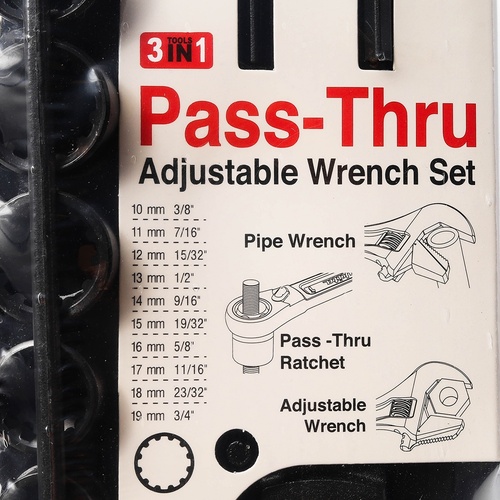 3 TOOLS IN 1
Pass-Thru
Adjustable Wrench Set
10 mm 3/8"
11 mm 7/16"
12 mm 15/32"
13 mm 1/2"
14 mm 9/16"
15 mm 19/32"
16 mm 5/8"
17 mm 11/16"
18 mm 23/32"
19 mm 3/4"
Pipe Wrench
Pass -Thru
Ratchet
Adjustable
Wrench